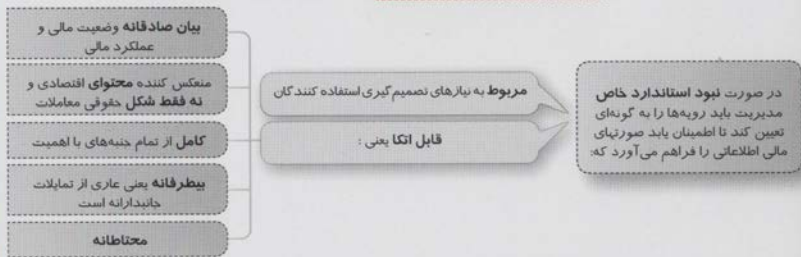 در صورت نبود استاندارد خاص
مدیریت باید رویه‌ها را به گونه‌ای
تعیین کند تا اطمینان یابد صورتهای
مالی اطلاعاتی را فراهم می‌آورد که:
مربوط به نیازهای تصمیم گیری استفاده کنندگان
قابل اتکا یعنی :
بیان صادقانه وضعیت مالی و
عملکرد مالی
منعکس کننده محتوای اقتصادی و
نه فقط شکل حقوقی معاملات
کامل از تمام جنبه‌های با اهمیت
بیطرفانه یعنی عاری از تمایلات
جانبدارانه است
محتاطانه